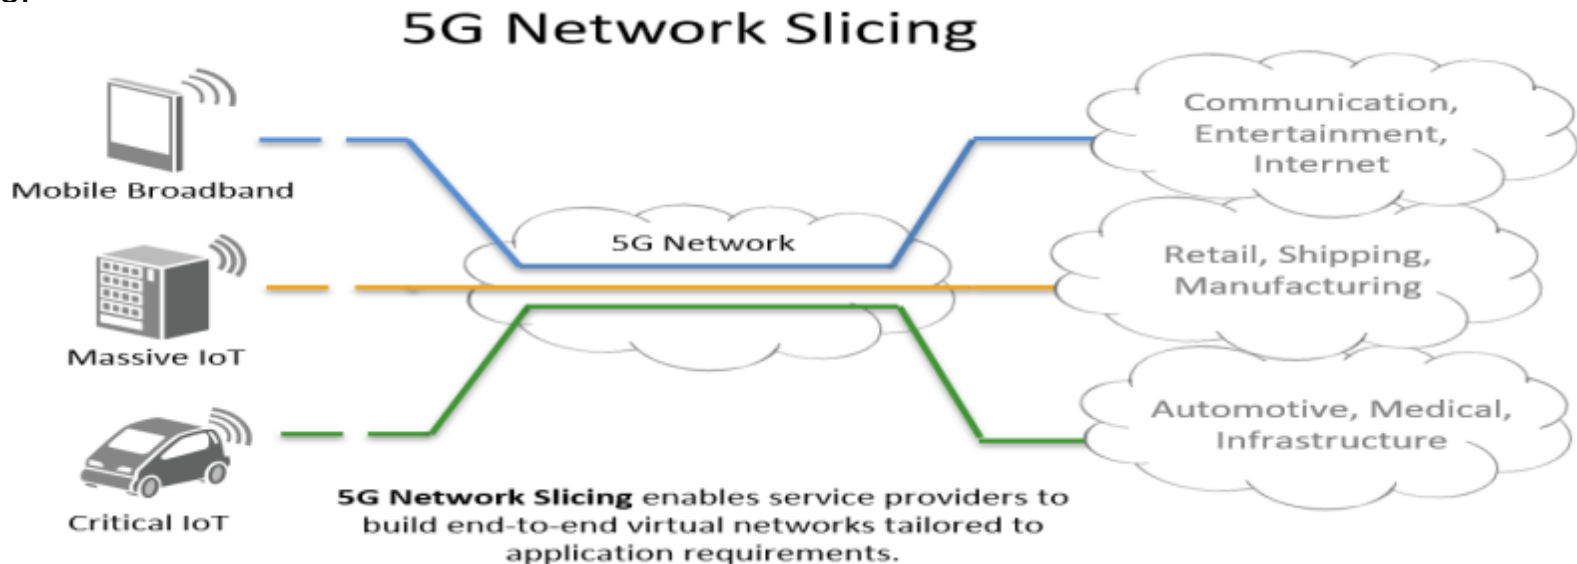 5G Network Slicing
Mobile Broadband
Massive IoT
Critical IoT
5G Network
Communication,
Entertainment,
Internet
Retail, Shipping,
Manufacturing
Automotive, Medical,
Infrastructure
5G Network Slicing enables service providers to
build end-to-end virtual networks tailored to
application requirements.